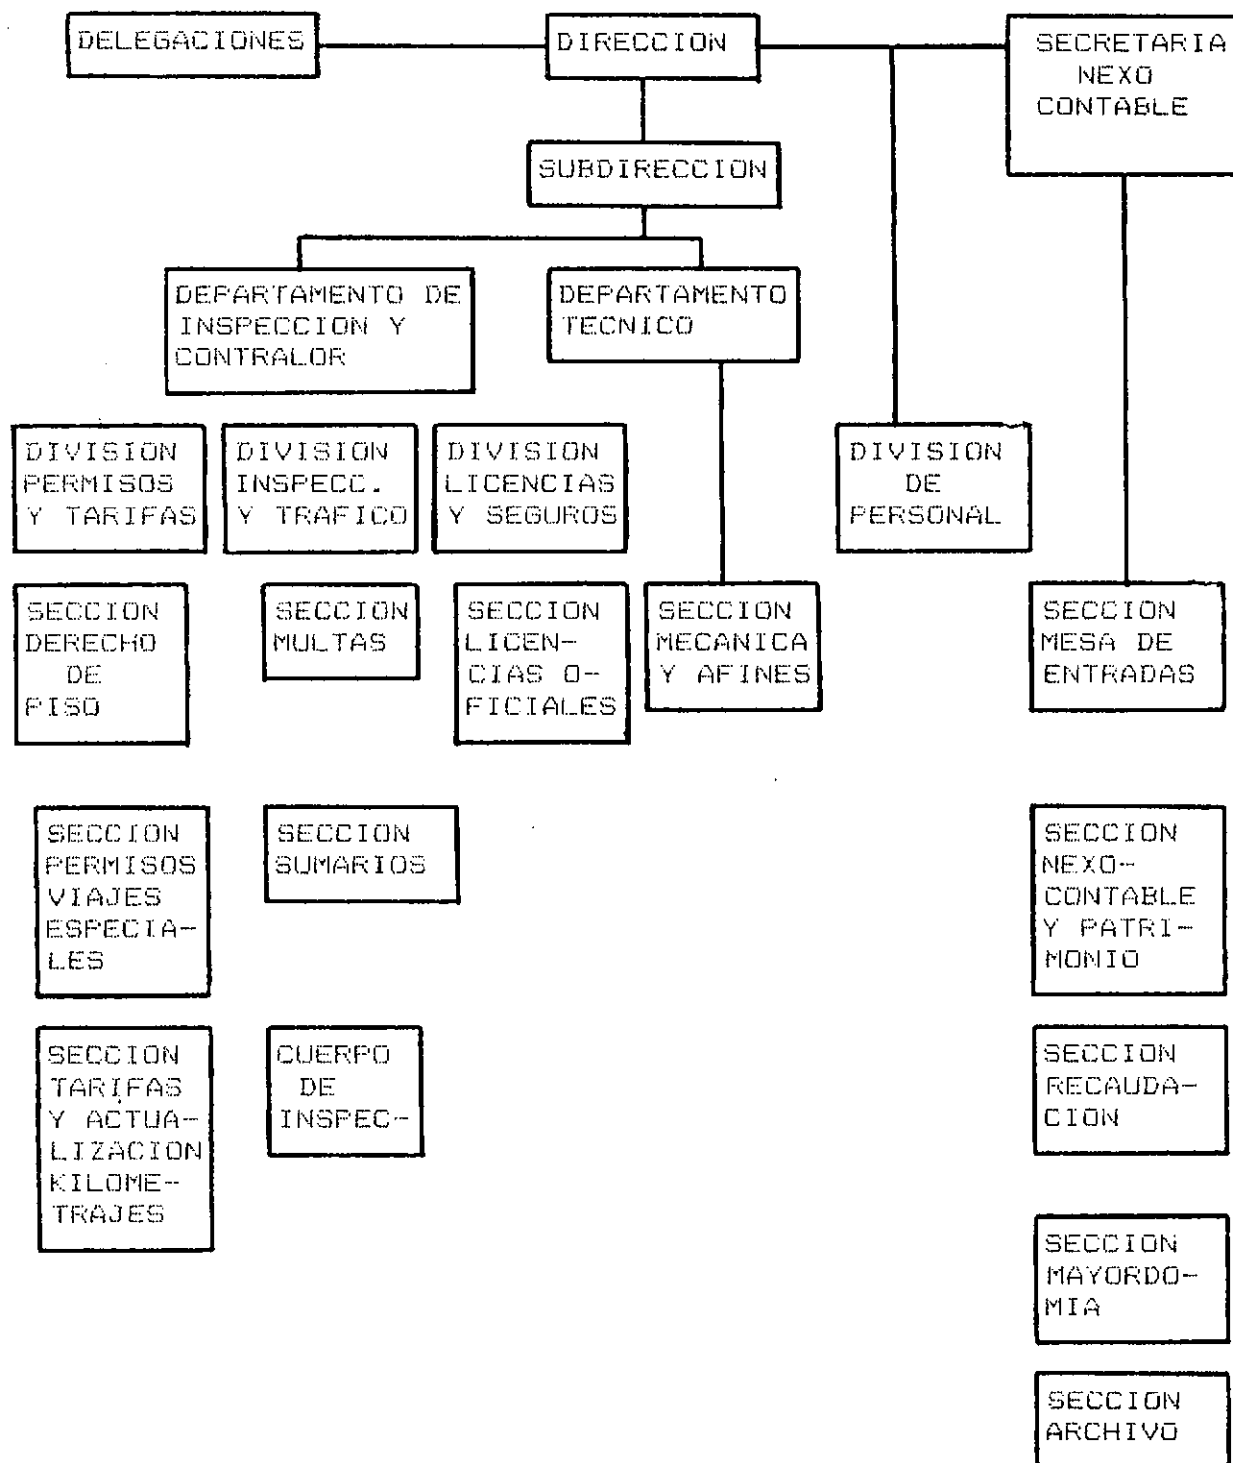 DELEGACIONES
DIRECCION
SECRETARIA
NEXO
CONTABLE
SUBDIRECCION
DEPARTAMENTO DE
INSPECCION Y
CONTRALOR
DEPARTAMENTO
TECNICO
DIVISION
PERMISOS
Y TARIFAS
DIVISION
INSPECC.
Y TRAFICO
DIVISION
LICENCIAS
Y SEGUROS
DIVISION
DE
PERSONAL
SECCION
DERECHO
DE
PISO
SECCION
MULTAS
SECCION
LICEN-
CIAS O-
FICIALES
SECCION
MECANICA
Y AFINES
SECCION
MESA DE
ENTRADAS
SECCION
PERMISOS
VIAJES
ESPECIA-
LES
SECCION
SUMARIOS
SECCION
NEXO-
CONTABLE
Y PATRI-
MONIO
SECCION
TARIFAS
Y ACTUA-
LIZACION
KILOME-
TRAJES
CUERPO
DE
INSPEC-
SECCION
RECAUDA-
CION
SECCION
MAYORDO-
MIA
SECCION
ARCHIVO